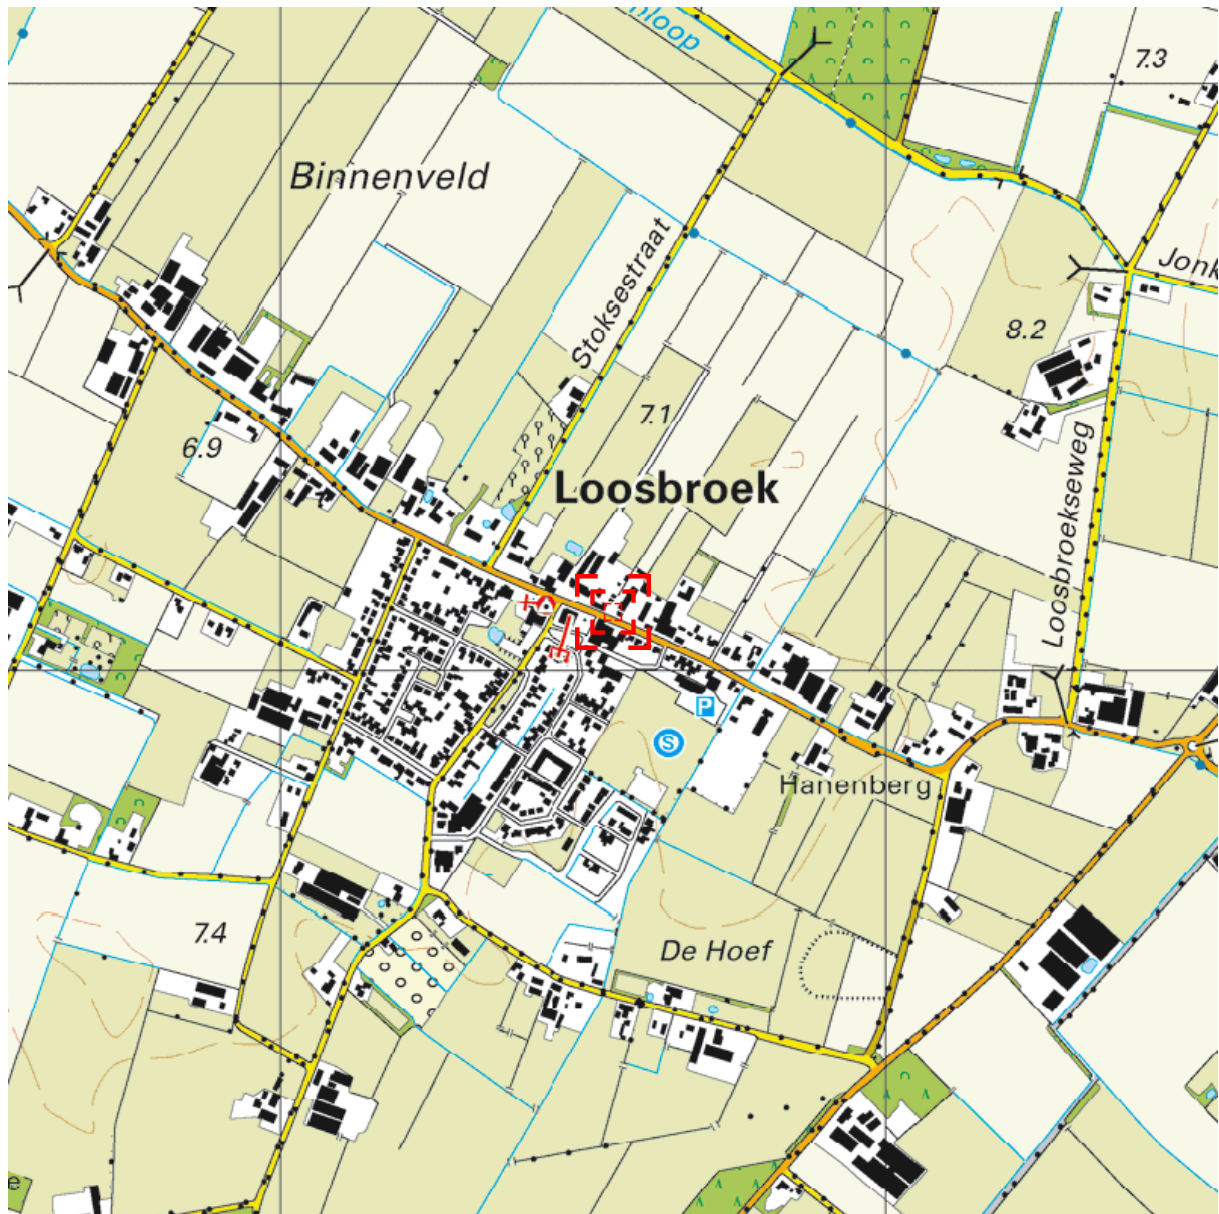 loop
7.3
Binnenveld
Stoksestraat
Jonk
8.2
7.1
6.9
Loosbroek
Loosbroekseweg
P
S
Hanenberg
7.4
De Hoef
e